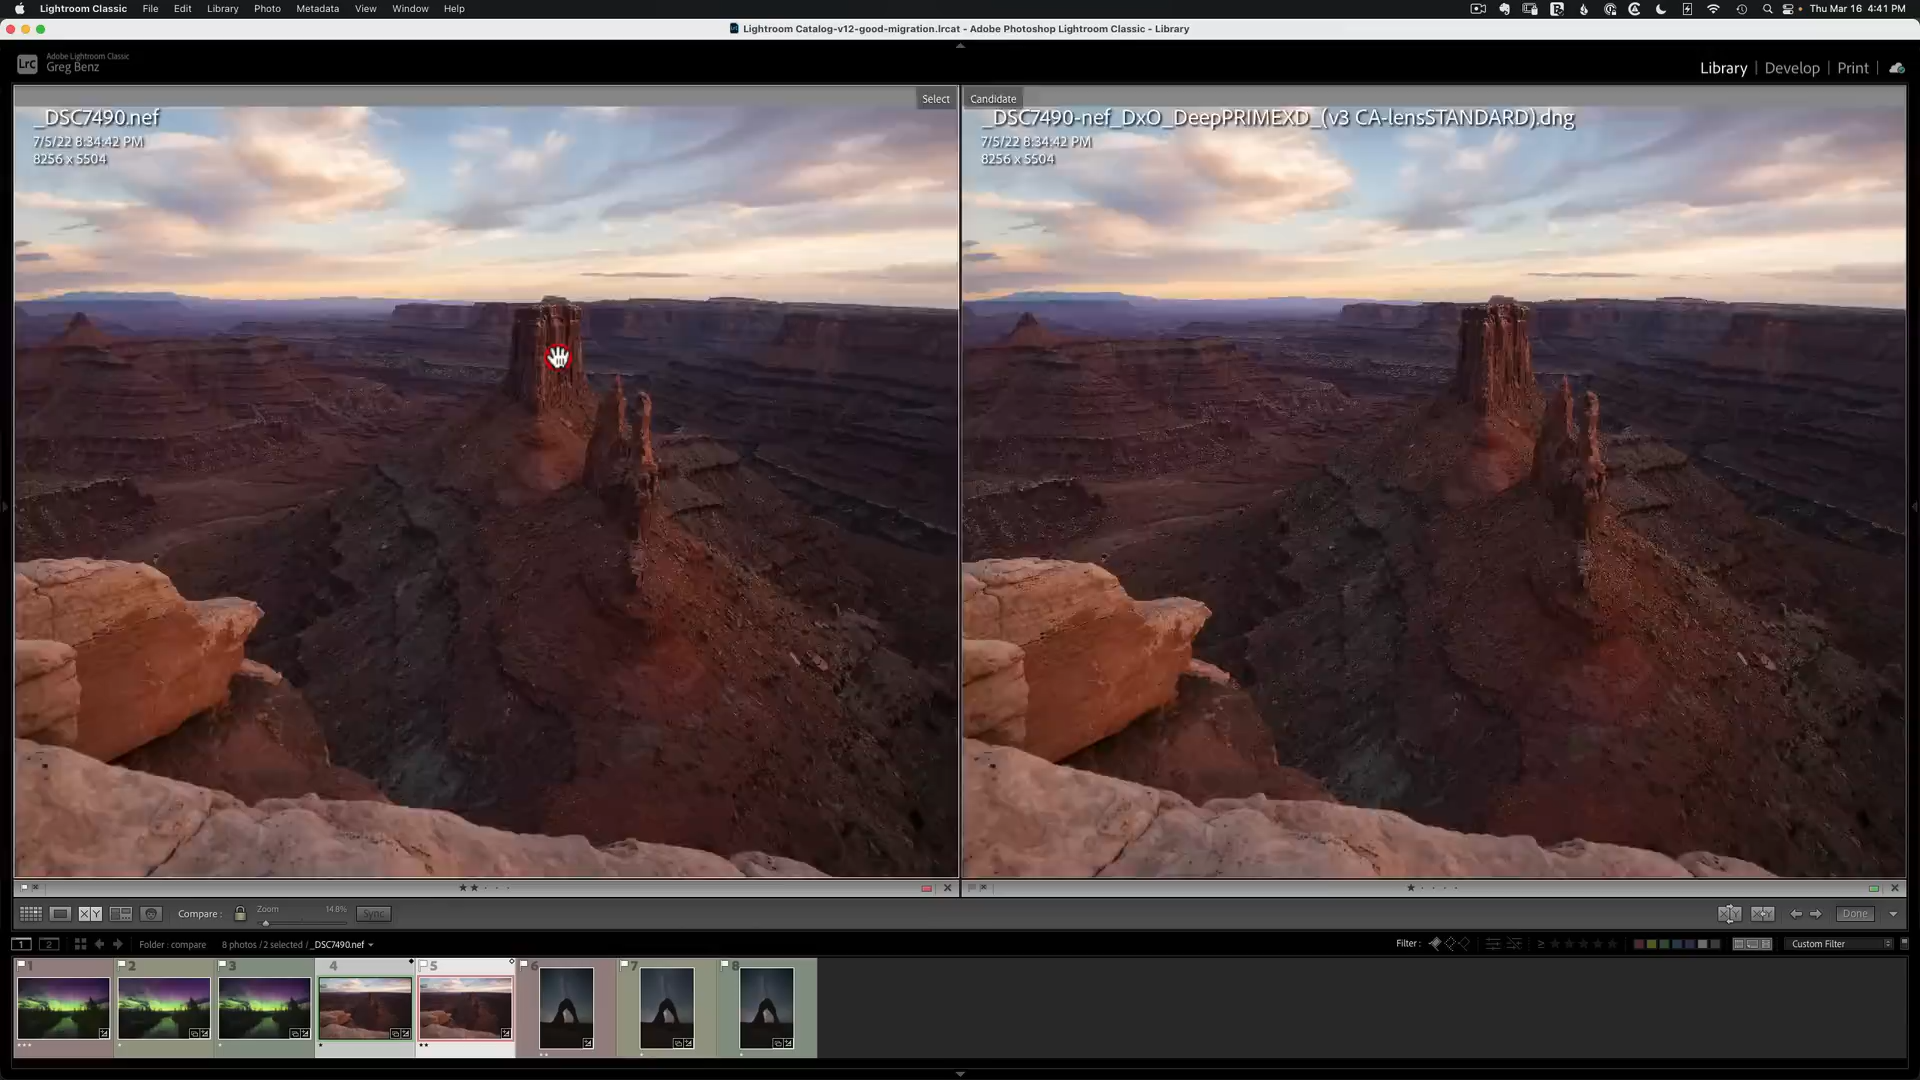 Lightroom Classic File Edit Library Photo Metadata View Window Help
Thu Mar 16 4:41 PM
Lightroom Catalog-v12-good-migration.lrcat - Adobe Photoshop Lightroom Classic - Library
Lrc
Adobe Lightroom Classic
Greg Benz
Library | Develop | Print |
Select
Candidate
_DSC7490.nef
7/5/22 8:34:42 PM
8256 x 5504
_DSC7490-nef_DxO_DeepPRIMEXD_(v3 CA-lensSTANDARD).dng
7/5/22 8:34:42 PM
8256 x 5504
XY
Compare :
Zoom
14.8%
Sync
Done
1 2
Folder : compare
8 photos / 2 selected / _DSC7490.nef
Filter :
Custom Filter
1 2 3 4 5 6 7 8